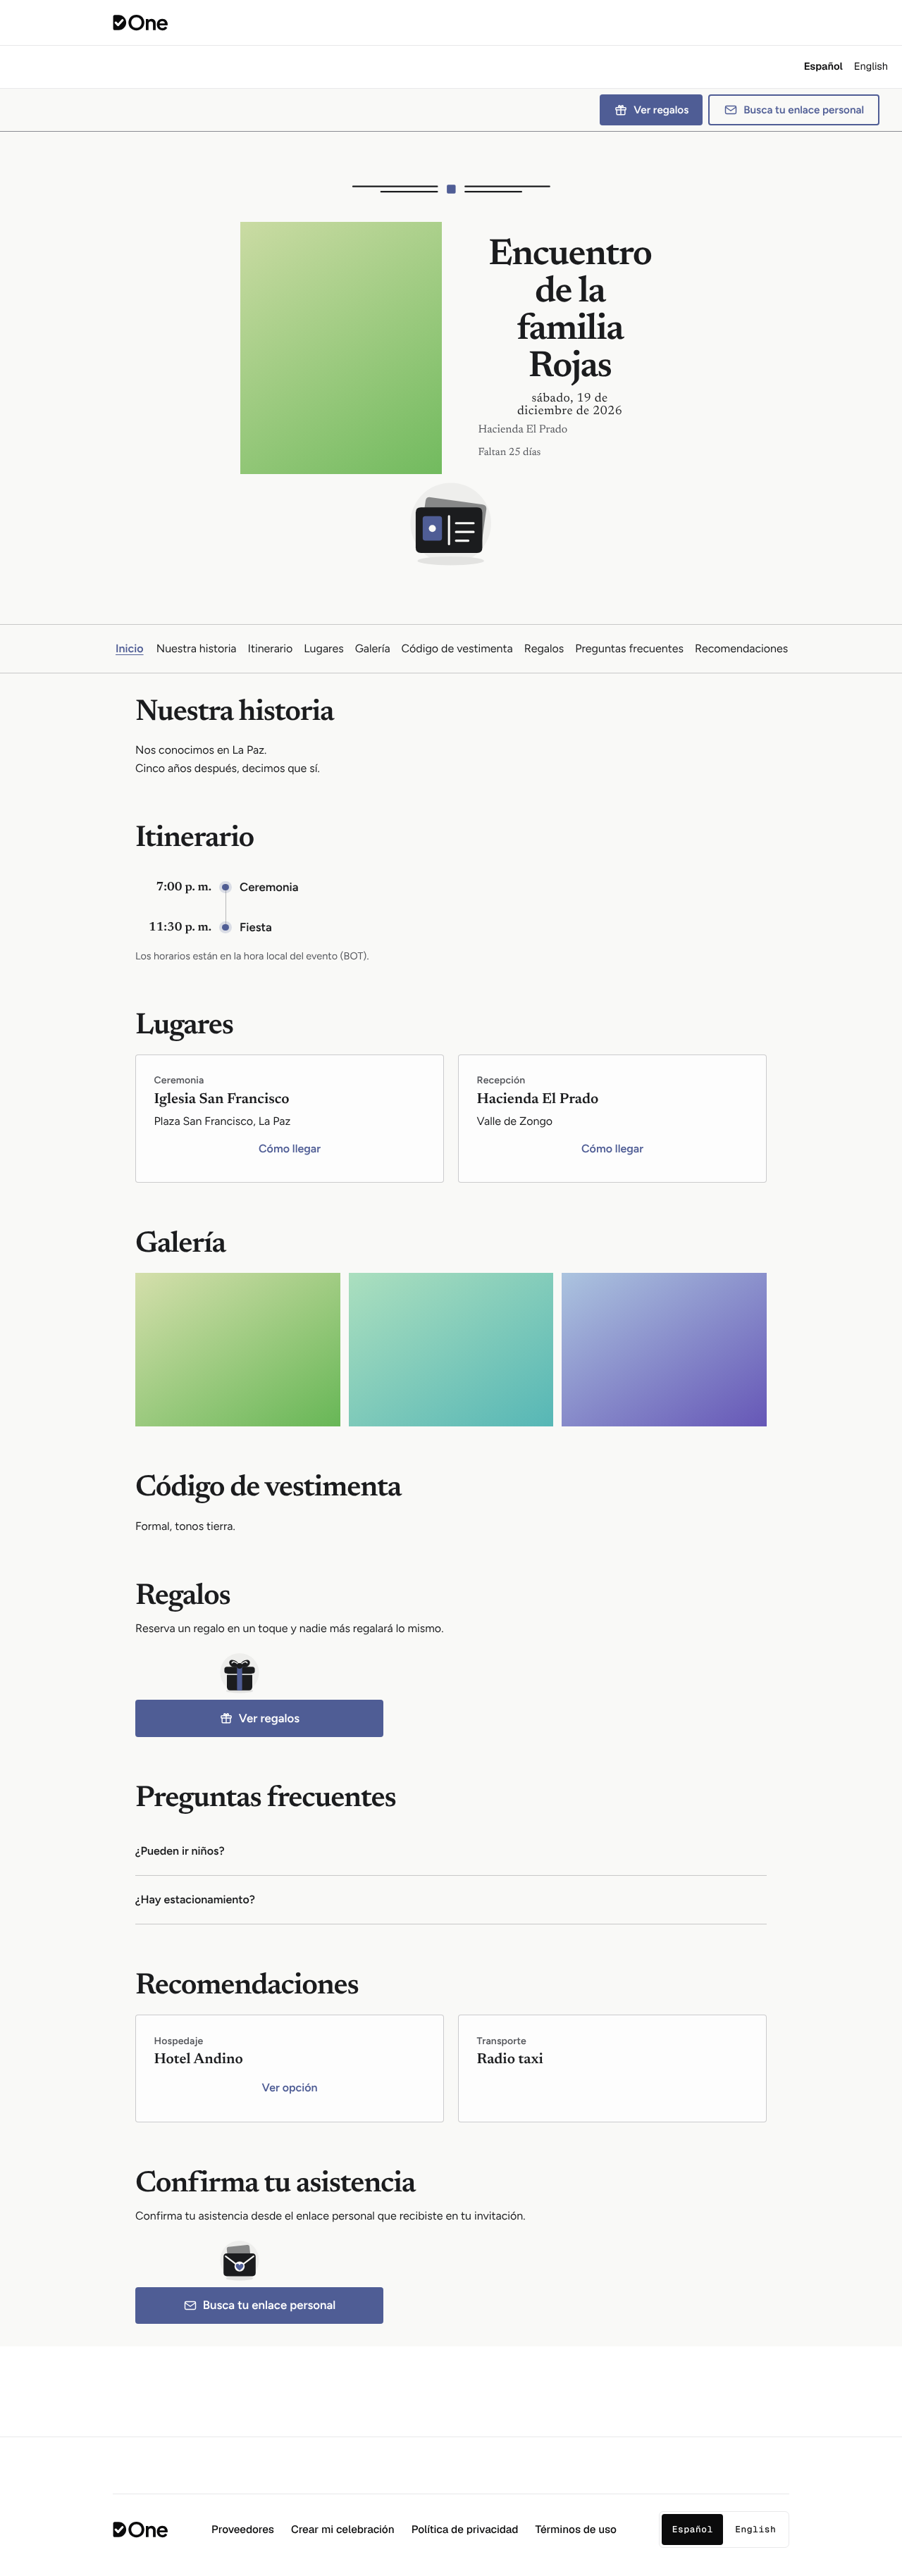 One
Español English
Ver regalos Busca tu enlace personal
Encuentro
de la
familia
Rojas
sábado, 19 de
diciembre de 2026
Hacienda El Prado
Faltan 25 días
Inicio Nuestra historia Itinerario Lugares Galería Código de vestimenta Regalos Preguntas frecuentes Recomendaciones
Nuestra historia
Nos conocimos en La Paz.
Cinco años después, decimos que sí.
Itinerario
7:00 p. m. Ceremonia
11:30 p. m. Fiesta
Los horarios están en la hora local del evento (BOT).
Lugares
Ceremonia
Iglesia San Francisco
Plaza San Francisco, La Paz
Cómo llegar
Recepción
Hacienda El Prado
Valle de Zongo
Cómo llegar
Galería
Código de vestimenta
Formal, tonos tierra.
Regalos
Reserva un regalo en un toque y nadie más regalará lo mismo.
Ver regalos
Preguntas frecuentes
¿Pueden ir niños?
¿Hay estacionamiento?
Recomendaciones
Hospedaje
Hotel Andino
Ver opción
Transporte
Radio taxi
Confirma tu asistencia
Confirma tu asistencia desde el enlace personal que recibiste en tu invitación.
Busca tu enlace personal
One
Proveedores Crear mi celebración Política de privacidad Términos de uso
Español English